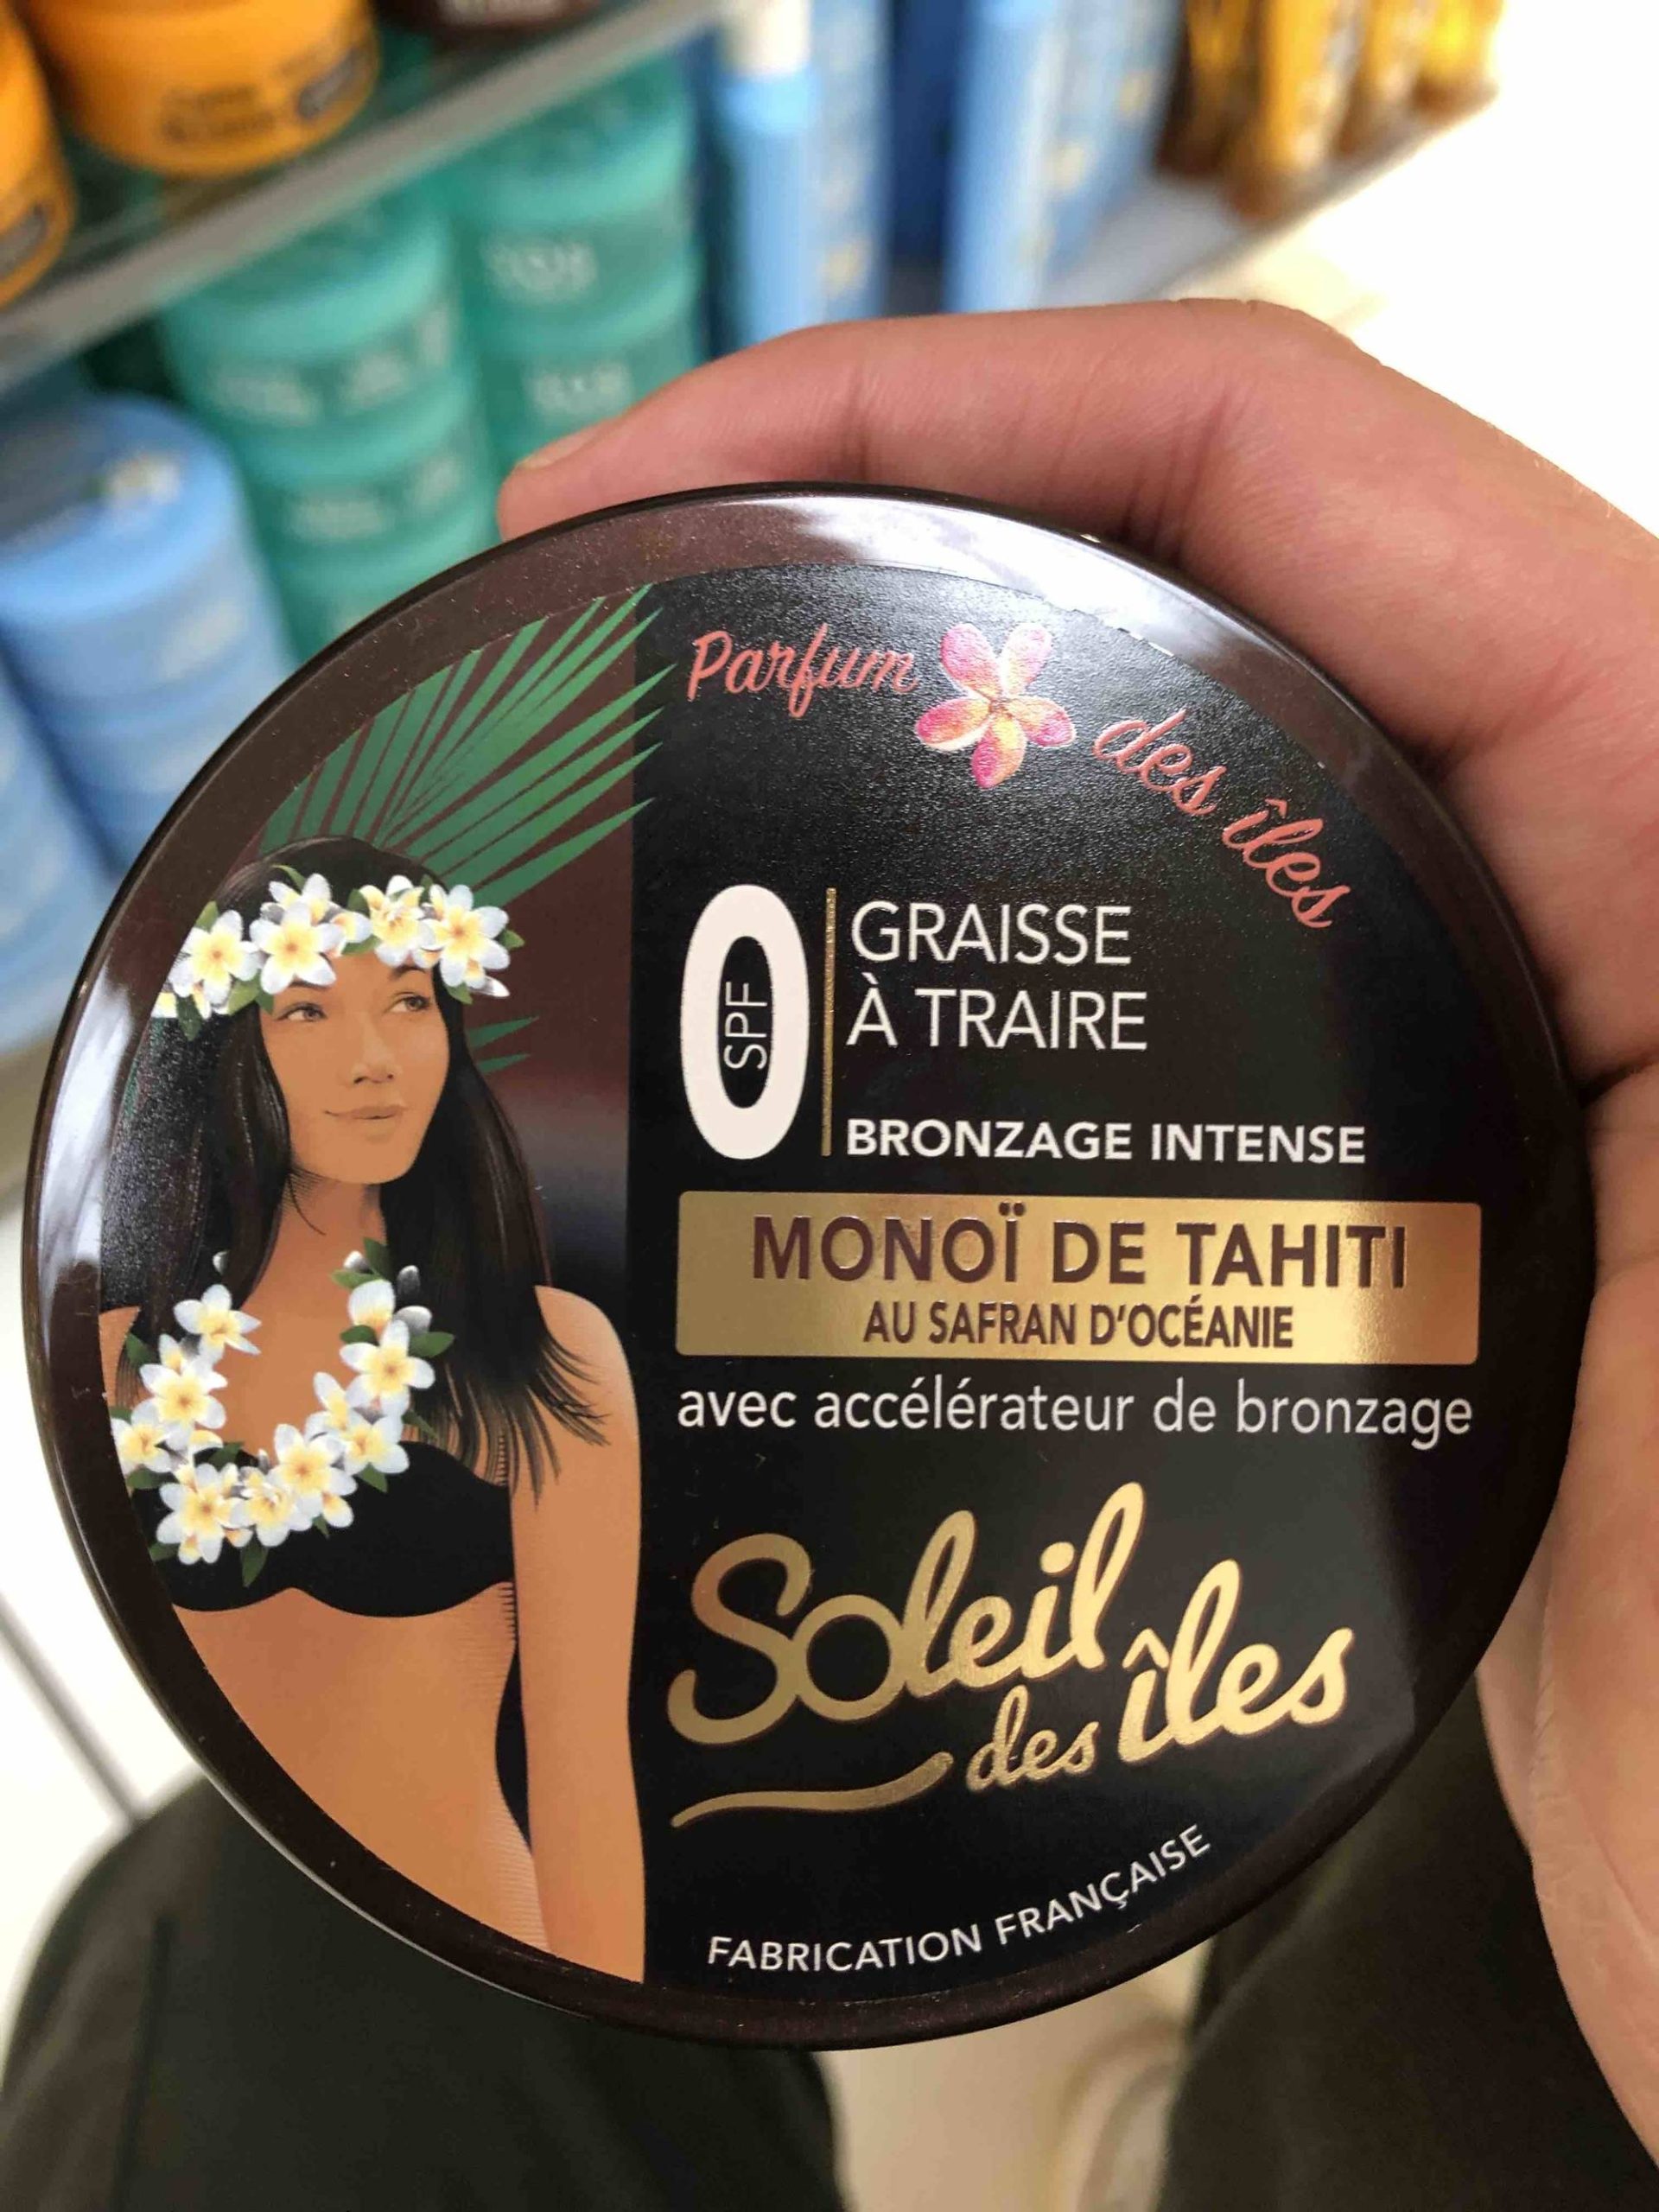 Parfum des îles
0
SPF
GRAISSE
À TRAIRE
BRONZAGE INTENSE
MONOÏ DE TAHITI
AU SAFRAN D'OCÉANIE
avec accélérateur de bronzage
Soleil
des îles
FABRICATION FRANÇAISE